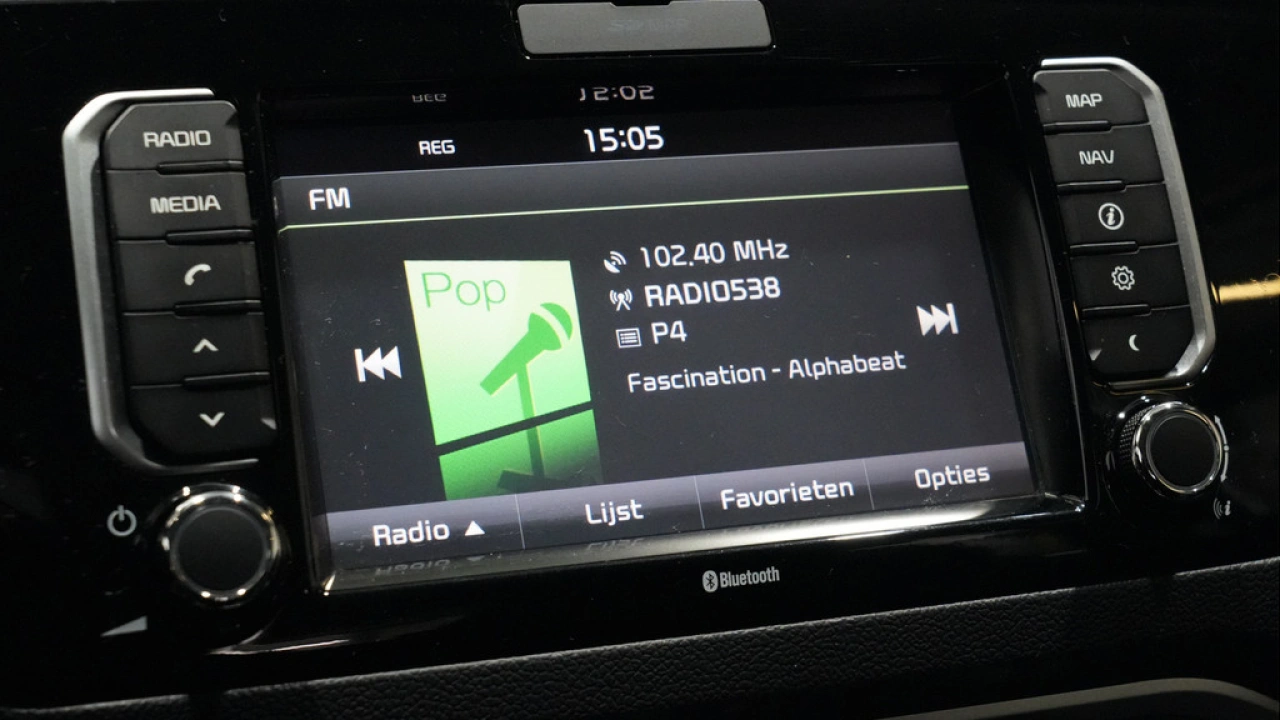 RADIO
MEDIA
REG
15:05
FM
Pop
102.40 MHz
RADIO538
P4
Fascination - Alphabeat
Radio ▲
Lijst
Favorieten
Opties
MAP
NAV
Bluetooth